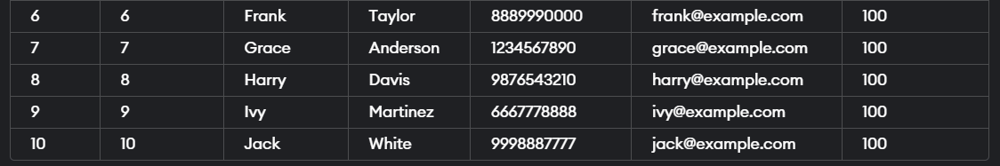 6 6 Frank Taylor 8889990000 frank@example.com 100
7 7 Grace Anderson 1234567890 grace@example.com 100
8 8 Harry Davis 9876543210 harry@example.com 100
9 9 Ivy Martinez 6667778888 ivy@example.com 100
10 10 Jack White 9998887777 jack@example.com 100